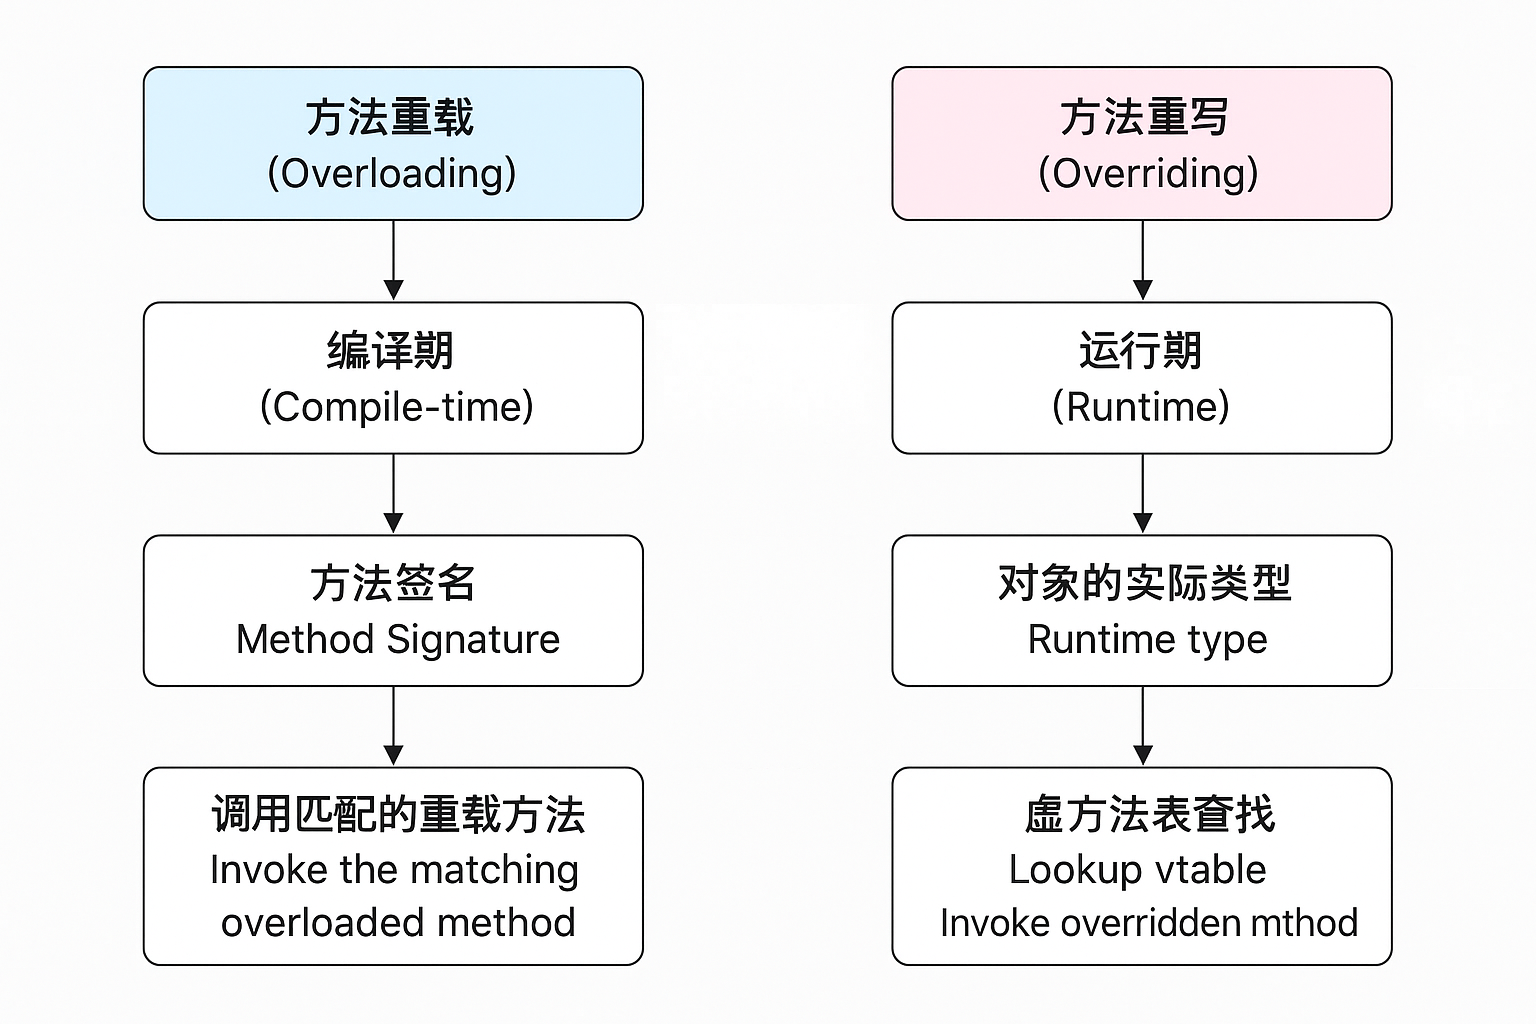 方法重载
(Overloading)
编译期
(Compile-time)
方法签名
Method Signature
调用匹配的重载方法
Invoke the matching
overloaded method
方法重写
(Overriding)
运行期
(Runtime)
对象的实际类型
Runtime type
虚方法表查找
Lookup vtable
Invoke overridden mthod